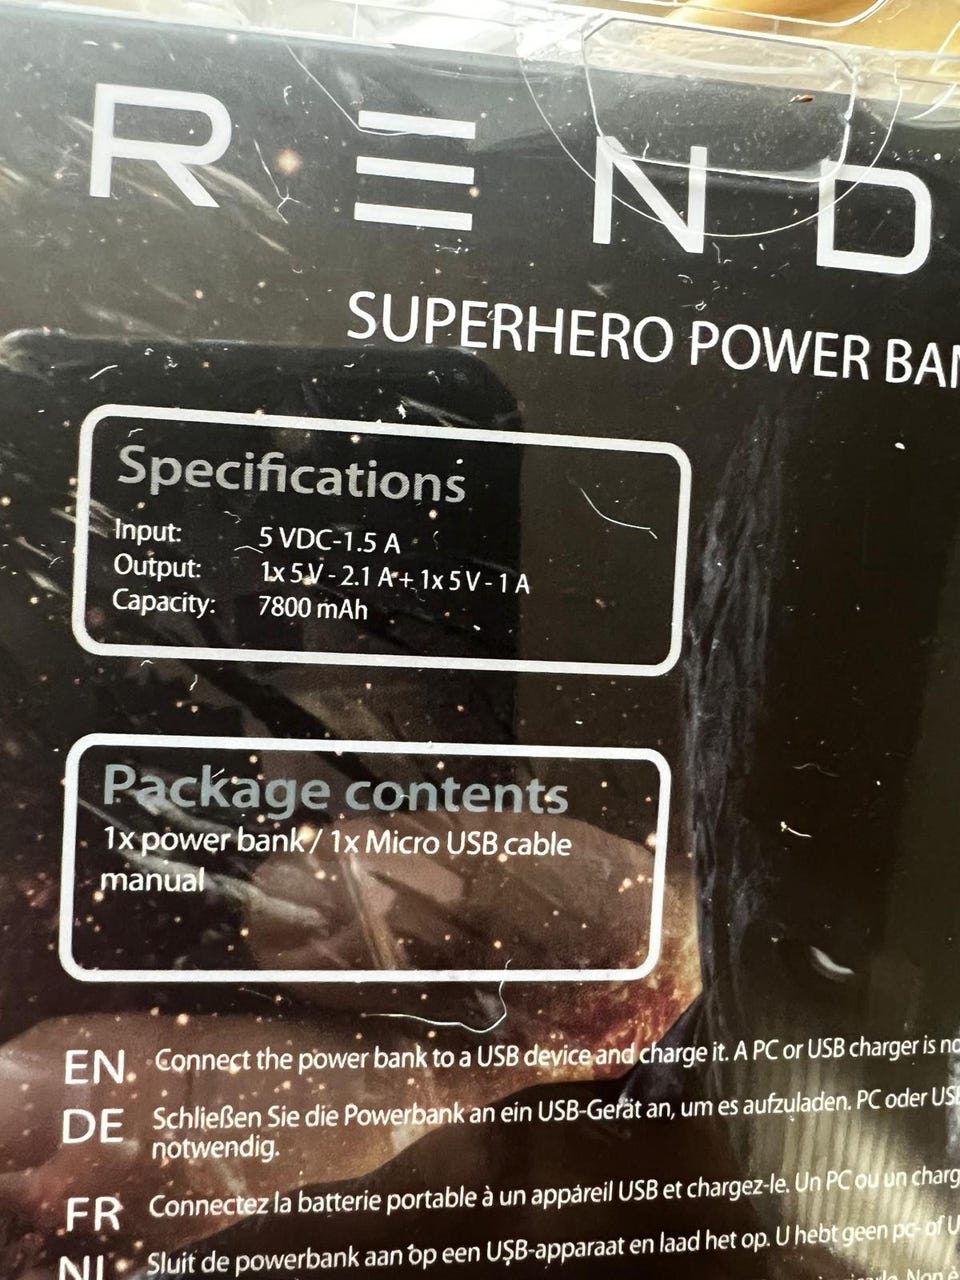 REND
SUPERHERO POWER BAN
Specifications
Input: 5 VDC-1.5 A
Output: 1x 5 V - 2.1 A + 1x 5 V - 1 A
Capacity: 7800 mAh
Package contents
1x power bank / 1x Micro USB cable
manual
EN Connect the power bank to a USB device and charge it. A PC or USB charger is no
DE Schließen Sie die Powerbank an ein USB-Gerät an, um es aufzuladen. PC oder USB
notwendig.
FR Connectez la batterie portable à un appareil USB et chargez-le. Un PC ou un charg
NL Sluit de powerbank aan op een USB-apparaat en laad het op. U hebt geen pc- of U